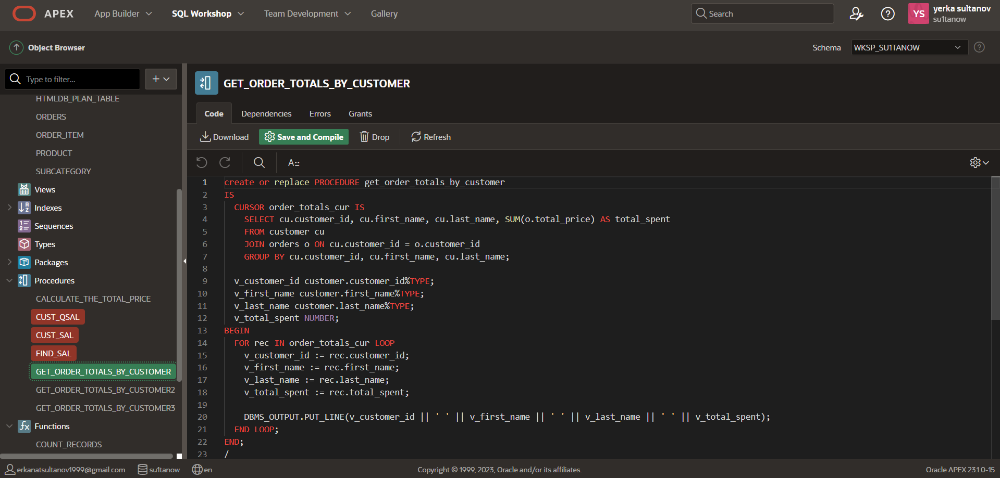 APEX App Builder SQL Workshop Team Development Gallery Search ? YS yerka sultanov
su1tanow
Object Browser Schema WKSP_SU1TANOW ?
Type to filter... +
GET_ORDER_TOTALS_BY_CUSTOMER
HTMLDB_PLAN_TABLE
ORDERS
ORDER_ITEM
PRODUCT
SUBCATEGORY
Views
Indexes
Sequences
Types
Packages
Procedures
CALCULATE_THE_TOTAL_PRICE
CUST_QSAL
CUST_SAL
FIND_SAL
GET_ORDER_TOTALS_BY_CUSTOMER
GET_ORDER_TOTALS_BY_CUSTOMER2
GET_ORDER_TOTALS_BY_CUSTOMER3
Functions
COUNT_RECORDS
Code Dependencies Errors Grants
Download Save and Compile Drop Refresh
A::
1 create or replace PROCEDURE get_order_totals_by_customer
2 IS
3 CURSOR order_totals_cur IS
4 SELECT cu.customer_id, cu.first_name, cu.last_name, SUM(o.total_price) AS total_spent
5 FROM customer cu
6 JOIN orders o ON cu.customer_id = o.customer_id
7 GROUP BY cu.customer_id, cu.first_name, cu.last_name;
8
9 v_customer_id customer.customer_id%TYPE;
10 v_first_name customer.first_name%TYPE;
11 v_last_name customer.last_name%TYPE;
12 v_total_spent NUMBER;
13 BEGIN
14 FOR rec IN order_totals_cur LOOP
15 v_customer_id := rec.customer_id;
16 v_first_name := rec.first_name;
17 v_last_name := rec.last_name;
18 v_total_spent := rec.total_spent;
19
20 DBMS_OUTPUT.PUT_LINE(v_customer_id || ' ' || v_first_name || ' ' || v_last_name || ' ' || v_total_spent);
21 END LOOP;
22 END;
23 /
erkanatsultanov1999@gmail.com su1tanow en Copyright © 1999, 2023, Oracle and/or its affiliates. Oracle APEX 23.1.0-15